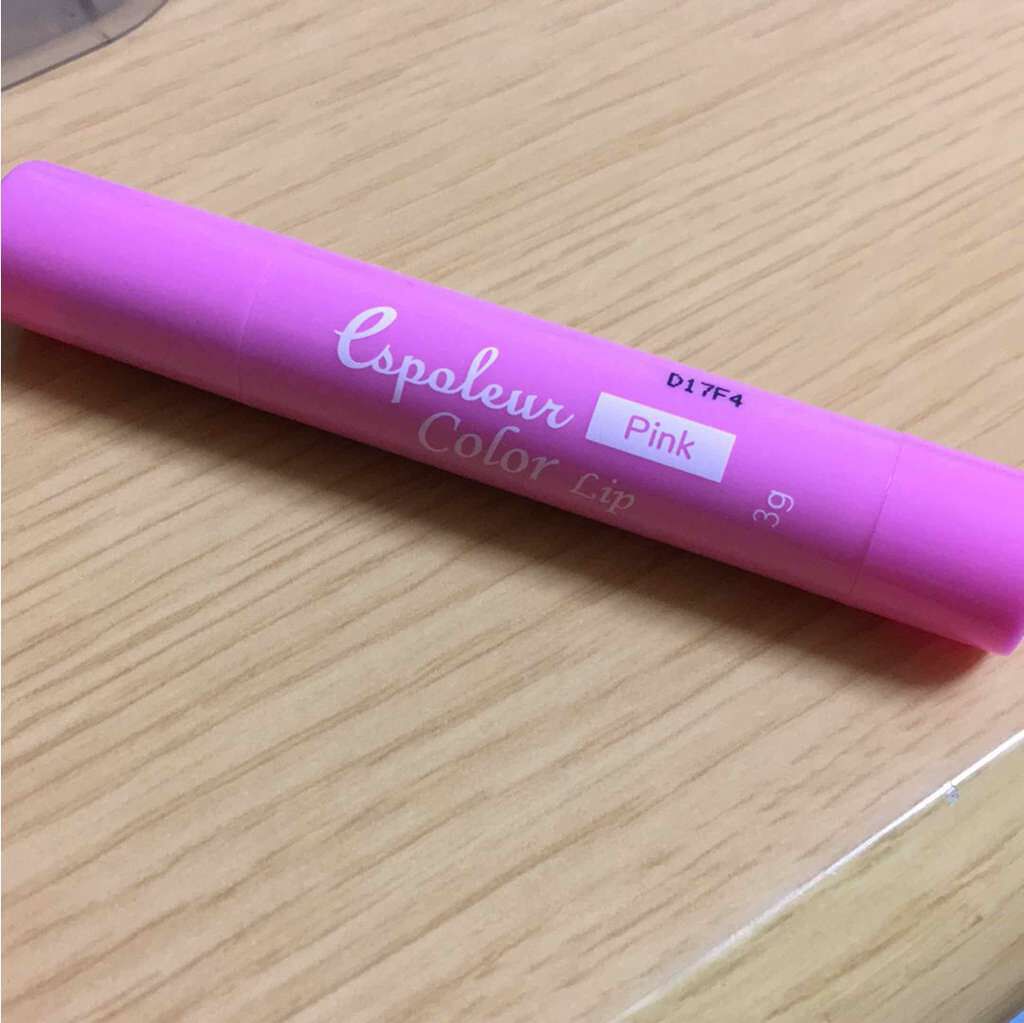 Espoleur
Color Lip
Pink
D17F4
3g